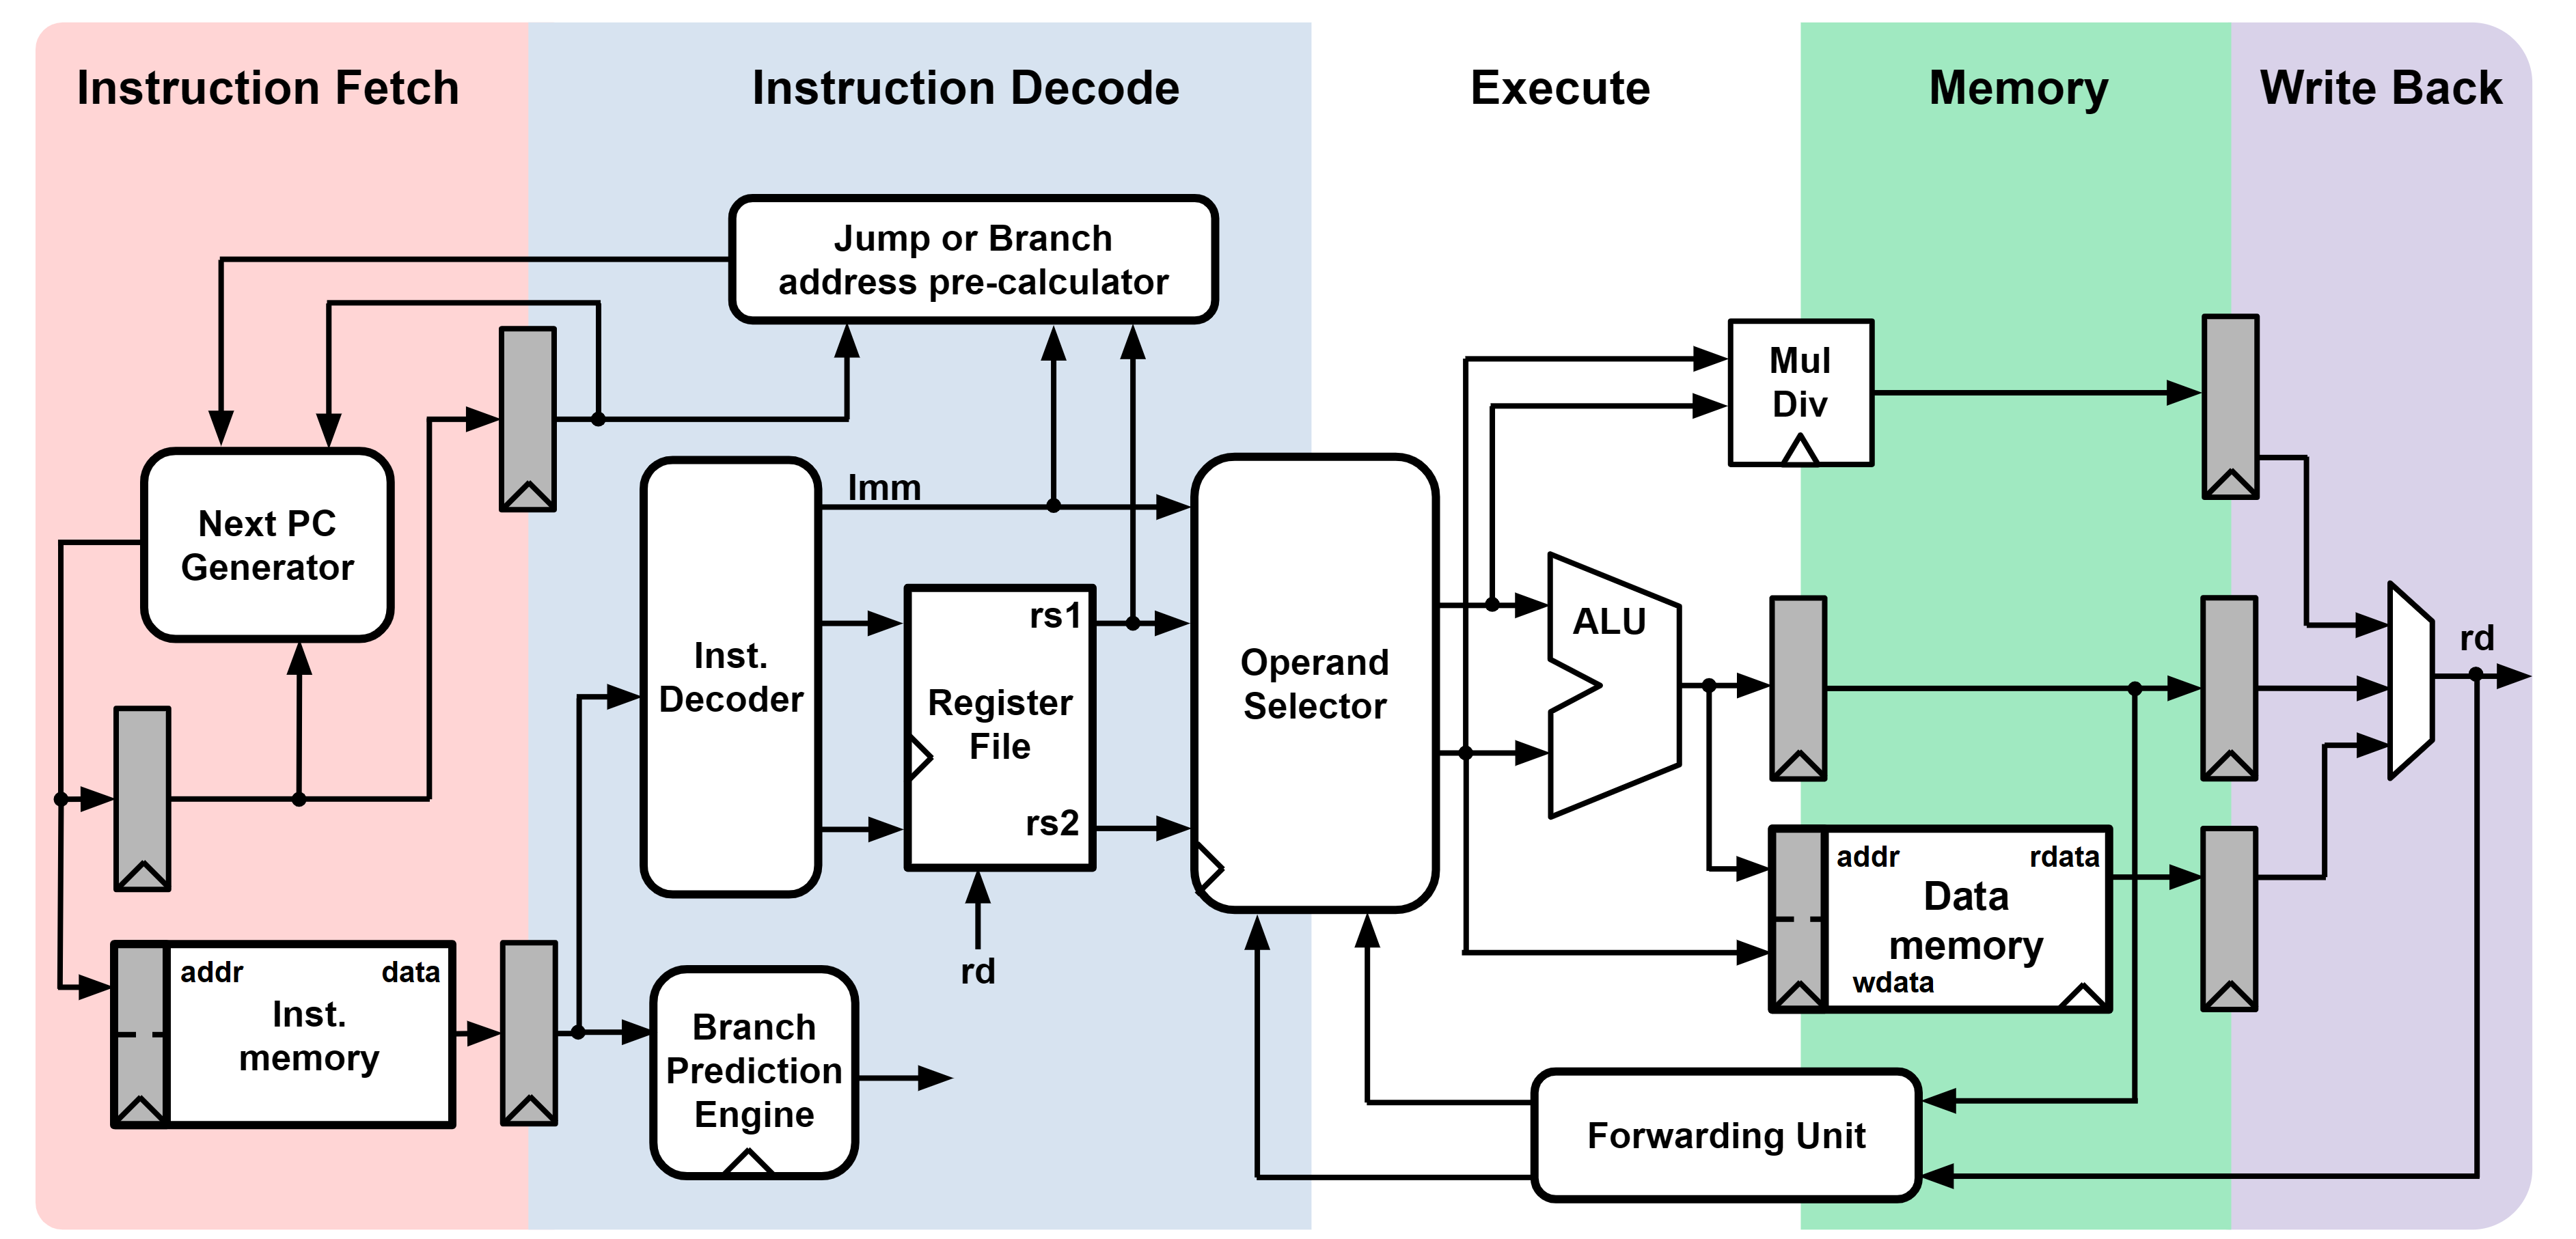 Instruction Fetch
Instruction Decode
Execute
Memory
Write Back
Jump or Branch
address pre-calculator
Next PC
Generator
Inst.
Decoder
Imm
Register
File
rs1
rs2
rd
Operand
Selector
Mul
Div
ALU
rd
addr
data
Inst.
memory
Branch
Prediction
Engine
addr
rdata
Data
memory
wdata
Forwarding Unit